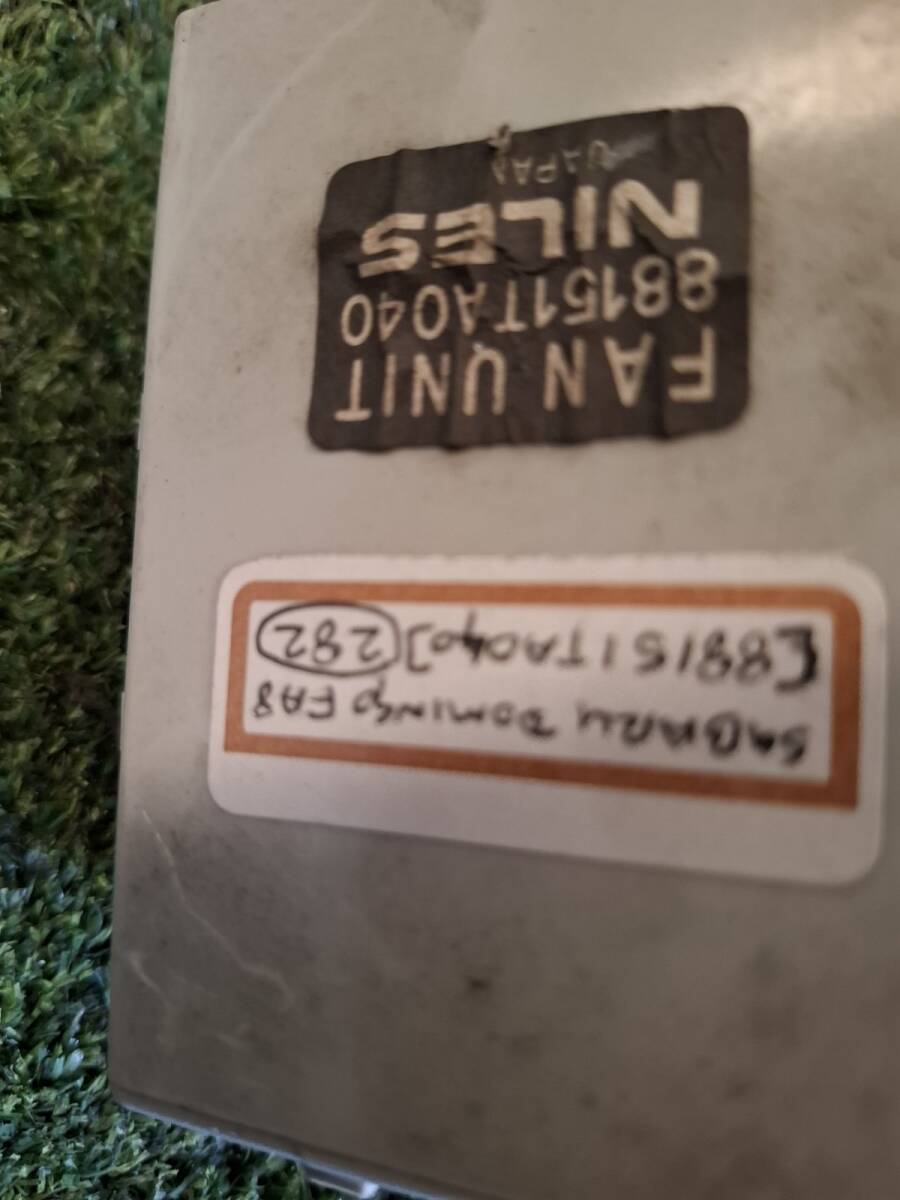 SUBARU DOMINGO FA8
[88151TA040] 282
FAN UNIT
88151TA040
NILES
JAPAN